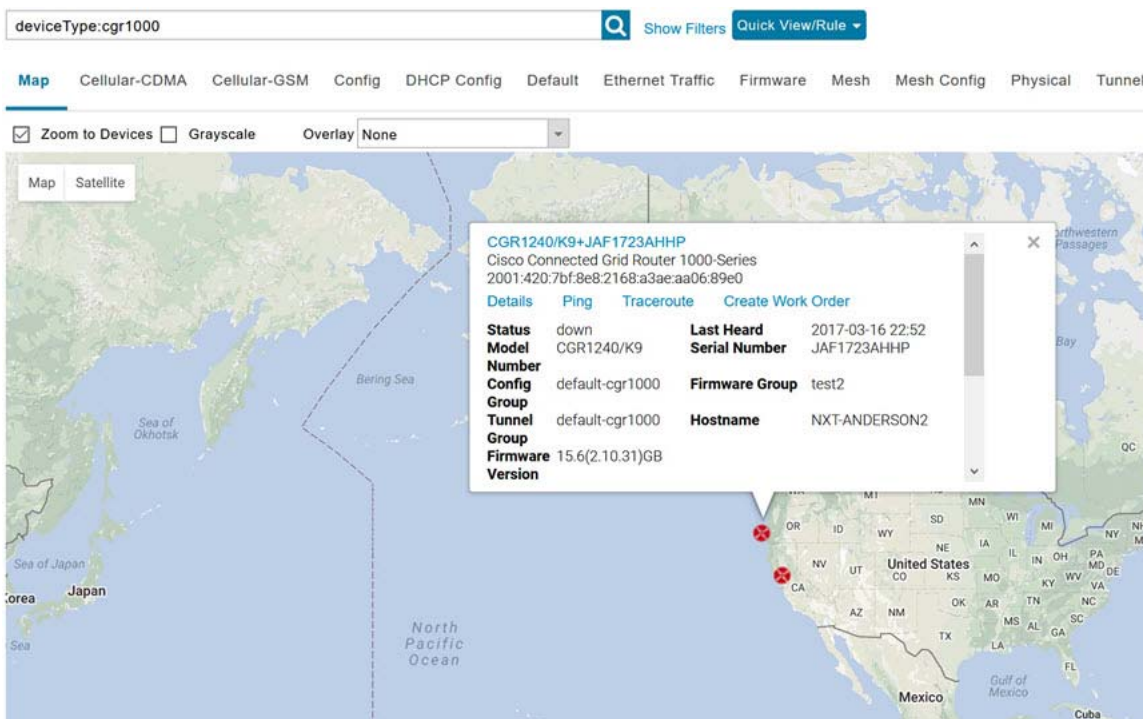 deviceType:cgr1000
Show Filters
Quick View/Rule
Map Cellular-CDMA Cellular-GSM Config DHCP Config Default Ethernet Traffic Firmware Mesh Mesh Config Physical Tunnel
Zoom to Devices Grayscale Overlay None
Map Satellite
CGR1240/K9+JAF1723AHHP
Cisco Connected Grid Router 1000-Series
2001:420:7bf:8e8:2168:a3ae:aa06:89e0
Details Ping Traceroute Create Work Order
Status down Last Heard 2017-03-16 22:52
Model Number CGR1240/K9 Serial Number JAF1723AHHP
Config Group default-cgr1000 Firmware Group test2
Tunnel Group default-cgr1000 Hostname NXT-ANDERSON2
Firmware Version 15.6(2.10.31)GB
Passages
Bay
Bering Sea
Sea of
Okhotsk
QC
MT
MN
OR ID WY SD WI MI NY
Sea of Japan
NV UT United States
NE IA IL IN OH PA
MD DE
CO KS MO KY WV VA
Japan
CA
AZ NM OK AR TN NC
SC
MS AL GA
TX
LA
Sea
North
Pacific
Ocean
FL
Gulf of
Mexico
Mexico
Cuba